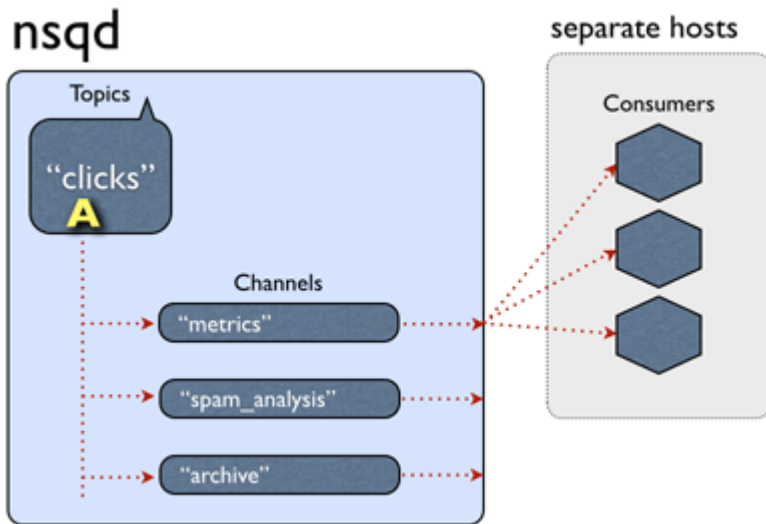 nsqd
separate hosts
Topics
Consumers
“clicks”
A
Channels
“metrics”
“spam_analysis”
“archive”